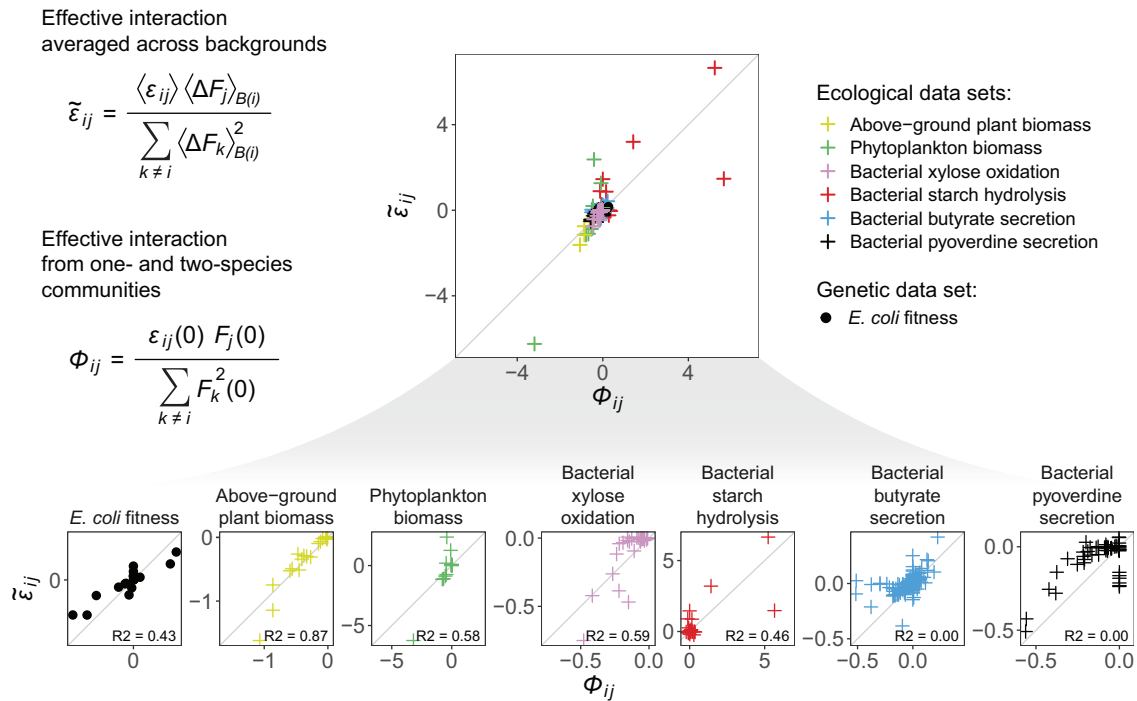 Effective interaction
averaged across backgrounds
ε̃ij = ⟨εij⟩ ⟨ΔFj⟩B(i) / ∑k ≠ i ⟨ΔFk⟩²B(i)
Effective interaction
from one- and two-species
communities
Φij = εij(0) Fj(0) / ∑k ≠ i Fk²(0)
ε̃ij
4
0
−4
−4 0 4
Φij
Ecological data sets:
Above−ground plant biomass
Phytoplankton biomass
Bacterial xylose oxidation
Bacterial starch hydrolysis
Bacterial butyrate secretion
Bacterial pyoverdine secretion
Genetic data set:
E. coli fitness
ε̃ij
E. coli fitness
0
R2 = 0.43
0
Above−ground
plant biomass
0
−1
R2 = 0.87
−1 0
Phytoplankton
biomass
0
−5
R2 = 0.58
−5 0
Bacterial
xylose
oxidation
0.0
−0.5
R2 = 0.59
−0.5 0.0
Bacterial
starch
hydrolysis
5
0
R2 = 0.46
0 5
Bacterial
butyrate
secretion
0.0
−0.5
R2 = 0.00
−0.5 0.0
Bacterial
pyoverdine
secretion
0.0
−0.5
R2 = 0.00
−0.5 0.0
Φij